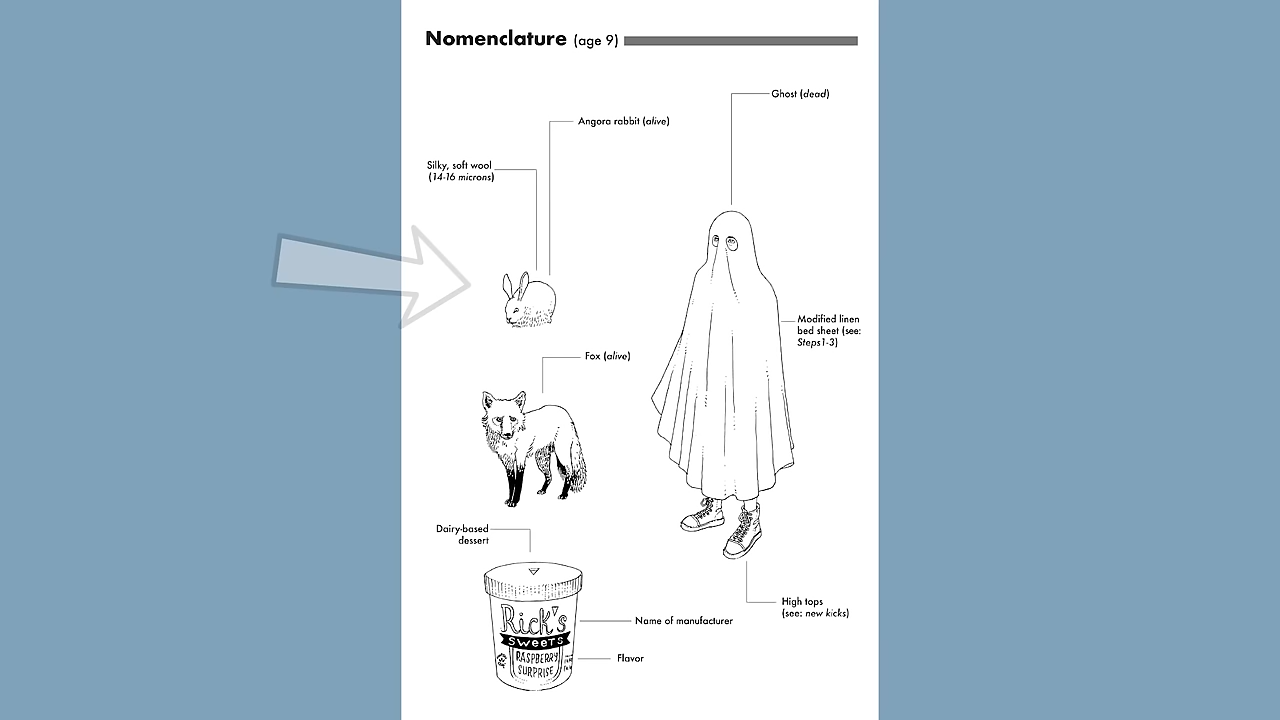 Nomenclature (age 9)
Ghost (dead)
Angora rabbit (alive)
Silky, soft wool
(14-16 microns)
Modified linen
bed sheet (see:
Steps1-3)
Fox (alive)
Dairy-based
dessert
High tops
(see: new kicks)
Rick's
SWEETS
RASPBERRY
SURPRISE
Name of manufacturer
Flavor